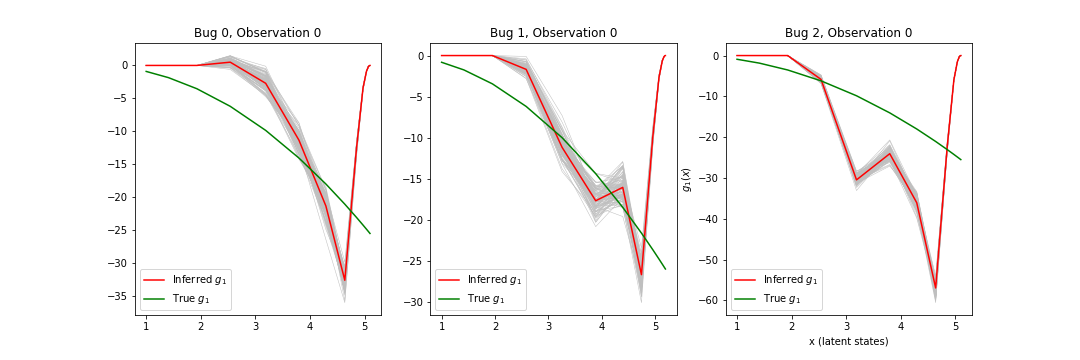 Bug 0, Observation 0
0
−5
−10
−15
−20
−25
−30
−35
1 2 3 4 5
Inferred g₁
True g₁
Bug 1, Observation 0
0
−5
−10
−15
−20
−25
−30
1 2 3 4 5
Inferred g₁
True g₁
Bug 2, Observation 0
g₁(x)
0
−10
−20
−30
−40
−50
−60
1 2 3 4 5
x (latent states)
Inferred g₁
True g₁